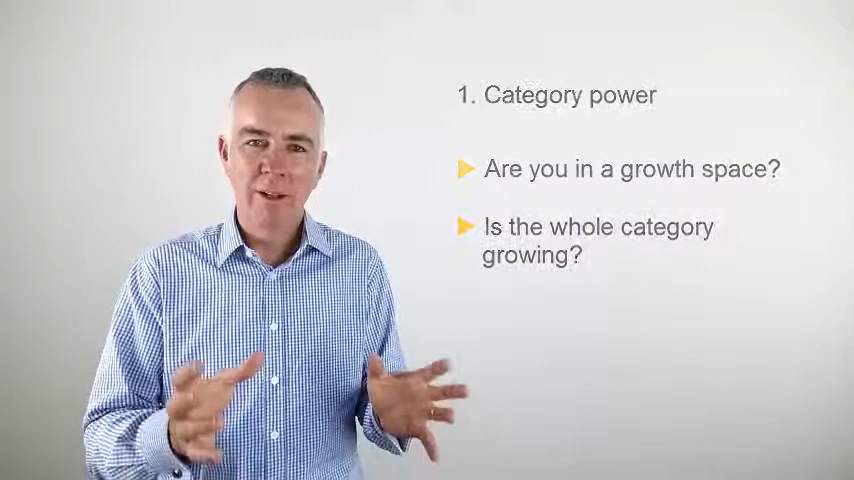 1. Category power
Are you in a growth space?
Is the whole category
growing?